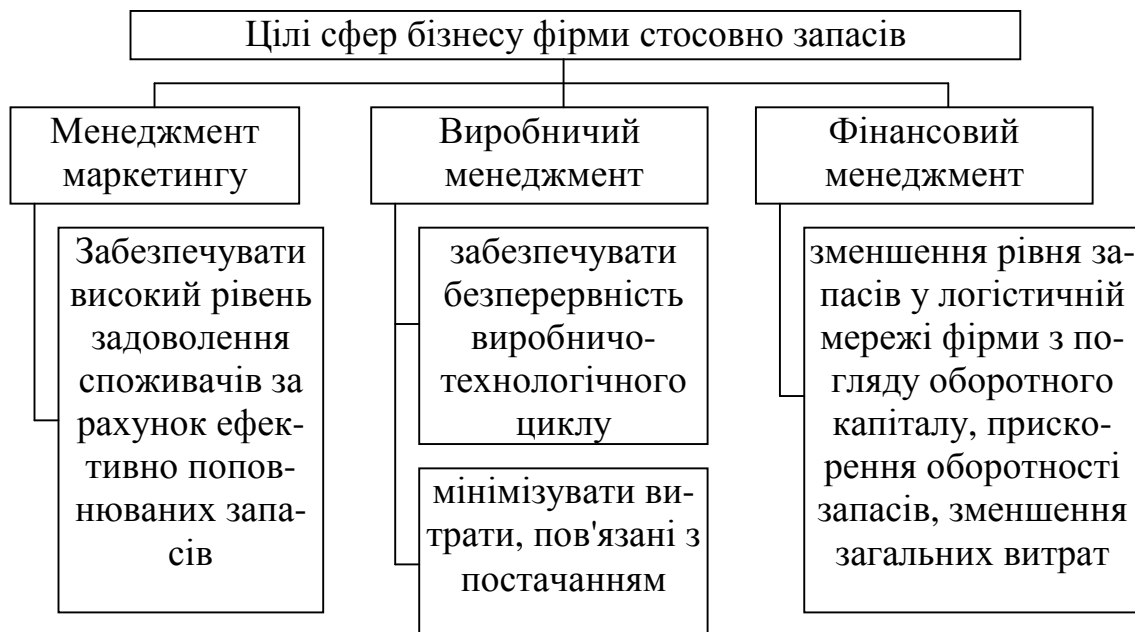 Цілі сфер бізнесу фірми стосовно запасів
Менеджмент
маркетингу
Забезпечувати
високий рівень
задоволення
споживачів за
рахунок ефек-
тивно попов-
нюваних запа-
сів
Виробничий
менеджмент
забезпечувати
безперервність
виробничо-
технологічного
циклу
мінімізувати ви-
трати, пов'язані з
постачанням
Фінансовий
менеджмент
зменшення рівня за-
пасів у логістичній
мережі фірми з по-
гляду оборотного
капіталу, приско-
рення оборотності
запасів, зменшення
загальних витрат